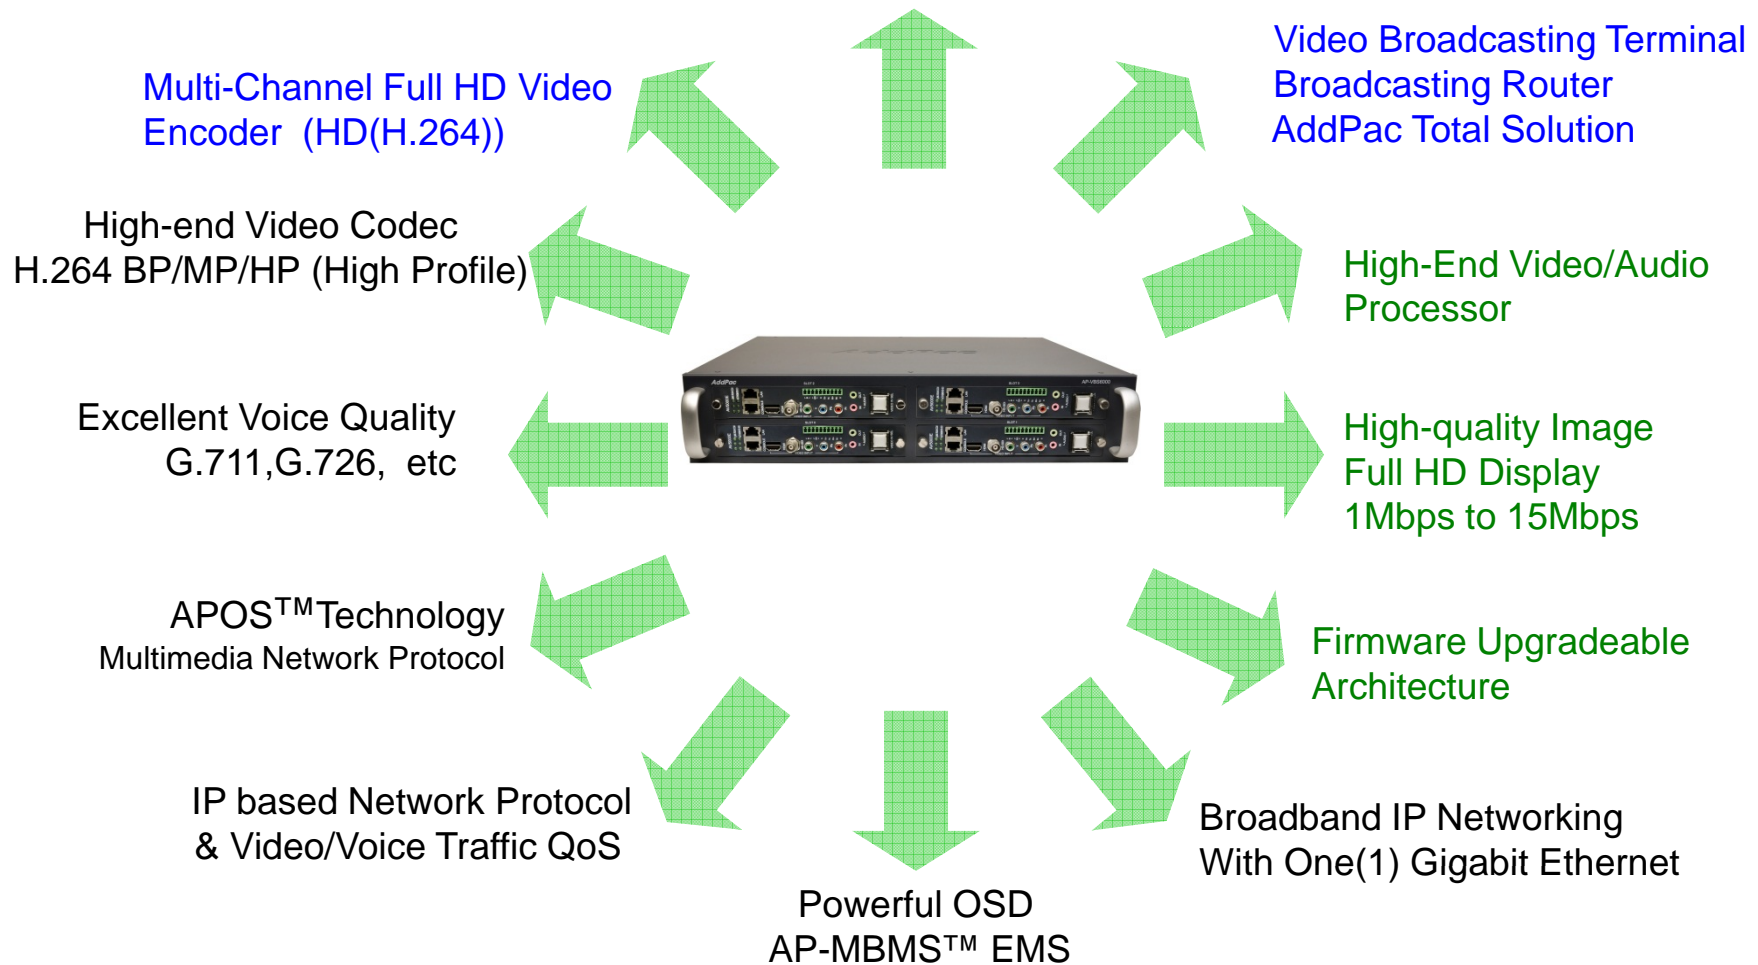 Video Broadcasting Terminal
Broadcasting Router
AddPac Total Solution
Multi-Channel Full HD Video
Encoder (HD(H.264))
High-end Video Codec
H.264 BP/MP/HP (High Profile)
High-End Video/Audio
Processor
AddPac
Excellent Voice Quality
G.711,G.726, etc
High-quality Image
Full HD Display
1Mbps to 15Mbps
APOS™Technology
Multimedia Network Protocol
Firmware Upgradeable
Architecture
IP based Network Protocol
& Video/Voice Traffic QoS
Broadband IP Networking
With One(1) Gigabit Ethernet
Powerful OSD
AP-MBMS™ EMS